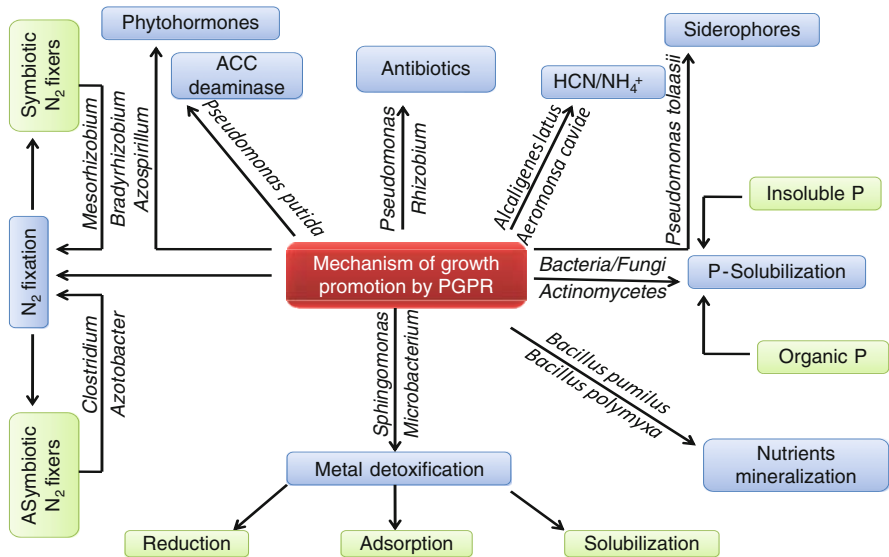 Phytohormones
Siderophores
Symbiotic
N₂ fixers
ACC
deaminase
Antibiotics
HCN/NH₄⁺
Mesorhizobium
Bradyrhizobium
Azospirillum
Pseudomonas putida
Pseudomonas
Rhizobium
Alcaligenes latus
Aeromonsa caviae
Pseudomonas tolaasii
Insoluble P
N₂ fixation
Mechanism of growth
promotion by PGPR
Bacteria/Fungi
Actinomycetes
P-Solubilization
Organic P
Clostridium
Azotobacter
Sphingomonas
Microbacterium
Bacillus pumilus
Bacillus polymyxa
ASymbiotic
N₂ fixers
Metal detoxification
Nutrients
mineralization
Reduction
Adsorption
Solubilization